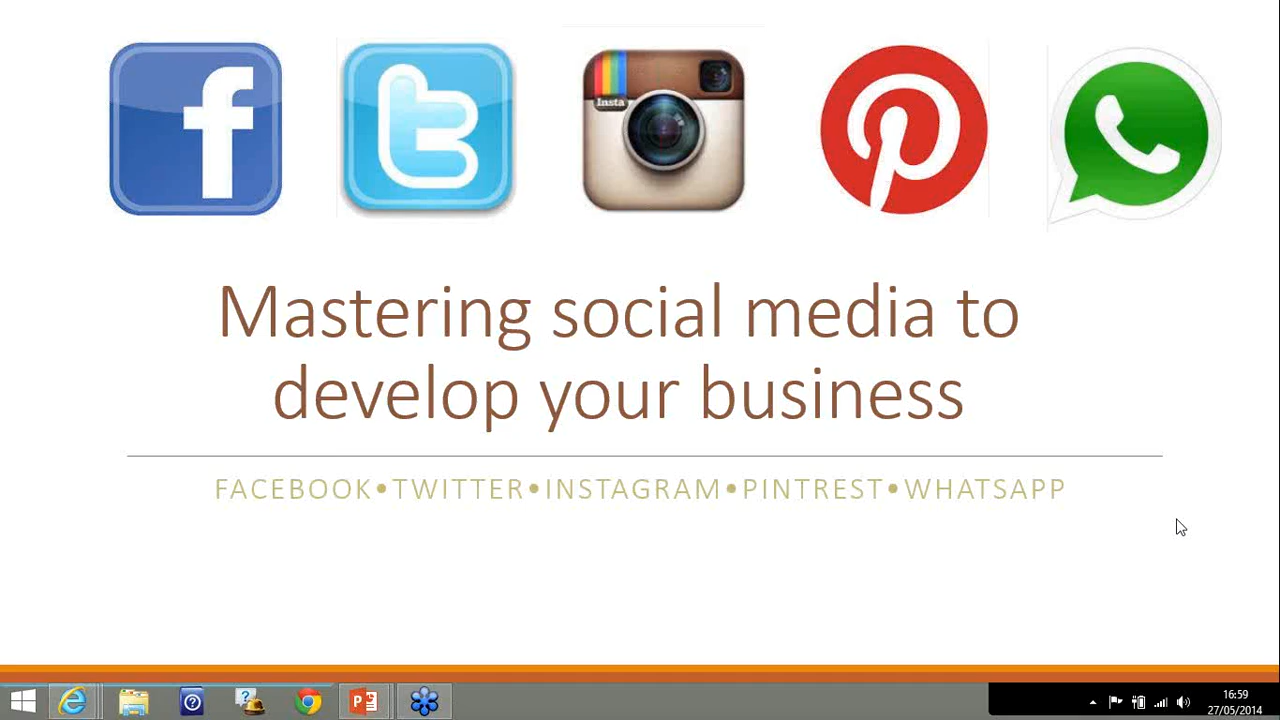 Insta
Mastering social media to
develop your business
FACEBOOK•TWITTER•INSTAGRAM•PINTREST•WHATSAPP
16:59
27/05/2014